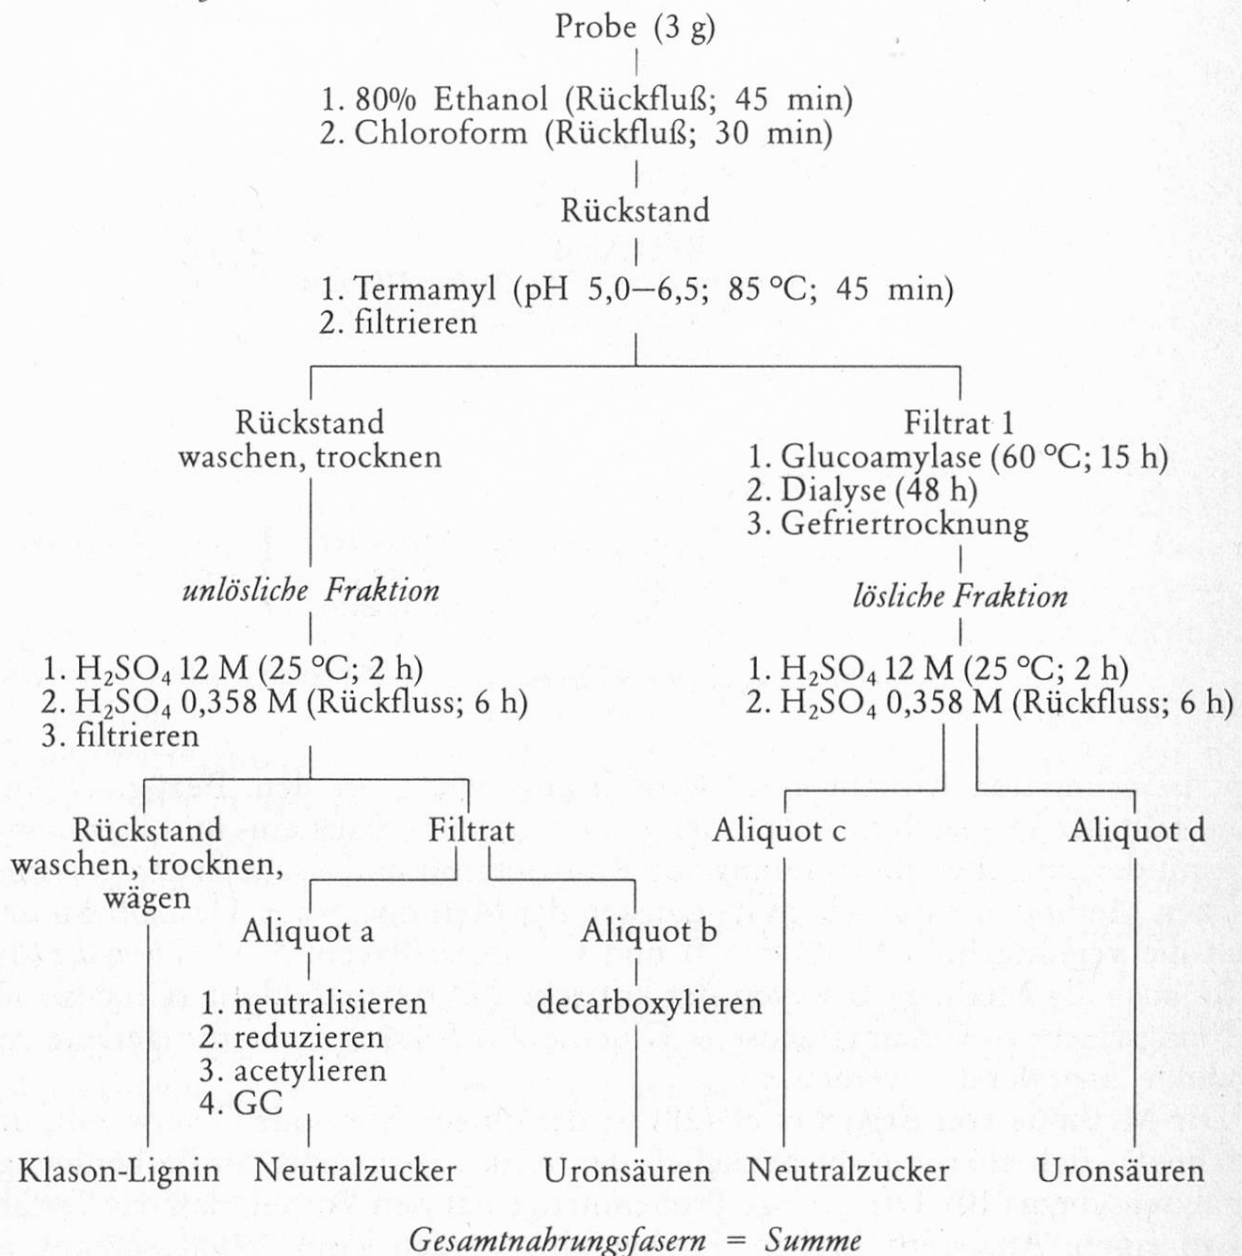 Probe (3 g)
1. 80% Ethanol (Rückfluß; 45 min)
2. Chloroform (Rückfluß; 30 min)
Rückstand
1. Termamyl (pH 5,0–6,5; 85 °C; 45 min)
2. filtrieren
Rückstand
waschen, trocknen
Filtrat 1
1. Glucoamylase (60 °C; 15 h)
2. Dialyse (48 h)
3. Gefriertrocknung
unlösliche Fraktion
lösliche Fraktion
1. H₂SO₄ 12 M (25 °C; 2 h)
2. H₂SO₄ 0,358 M (Rückfluss; 6 h)
3. filtrieren
1. H₂SO₄ 12 M (25 °C; 2 h)
2. H₂SO₄ 0,358 M (Rückfluss; 6 h)
Rückstand
waschen, trocknen,
wägen
Filtrat
Aliquot c
Aliquot d
Aliquot a
Aliquot b
1. neutralisieren
2. reduzieren
3. acetylieren
4. GC
decarboxylieren
Klason-Lignin Neutralzucker Uronsäuren Neutralzucker Uronsäuren
Gesamtnahrungsfasern = Summe